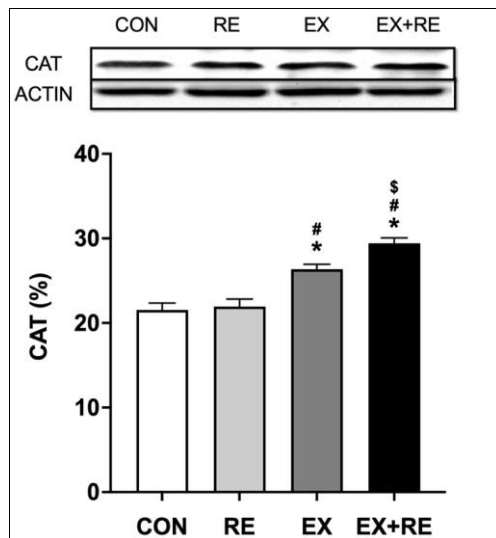 CON RE EX EX+RE
CAT
ACTIN
40
30
20
10
0
CAT (%)
#
*
$
#
*
CON RE EX EX+RE